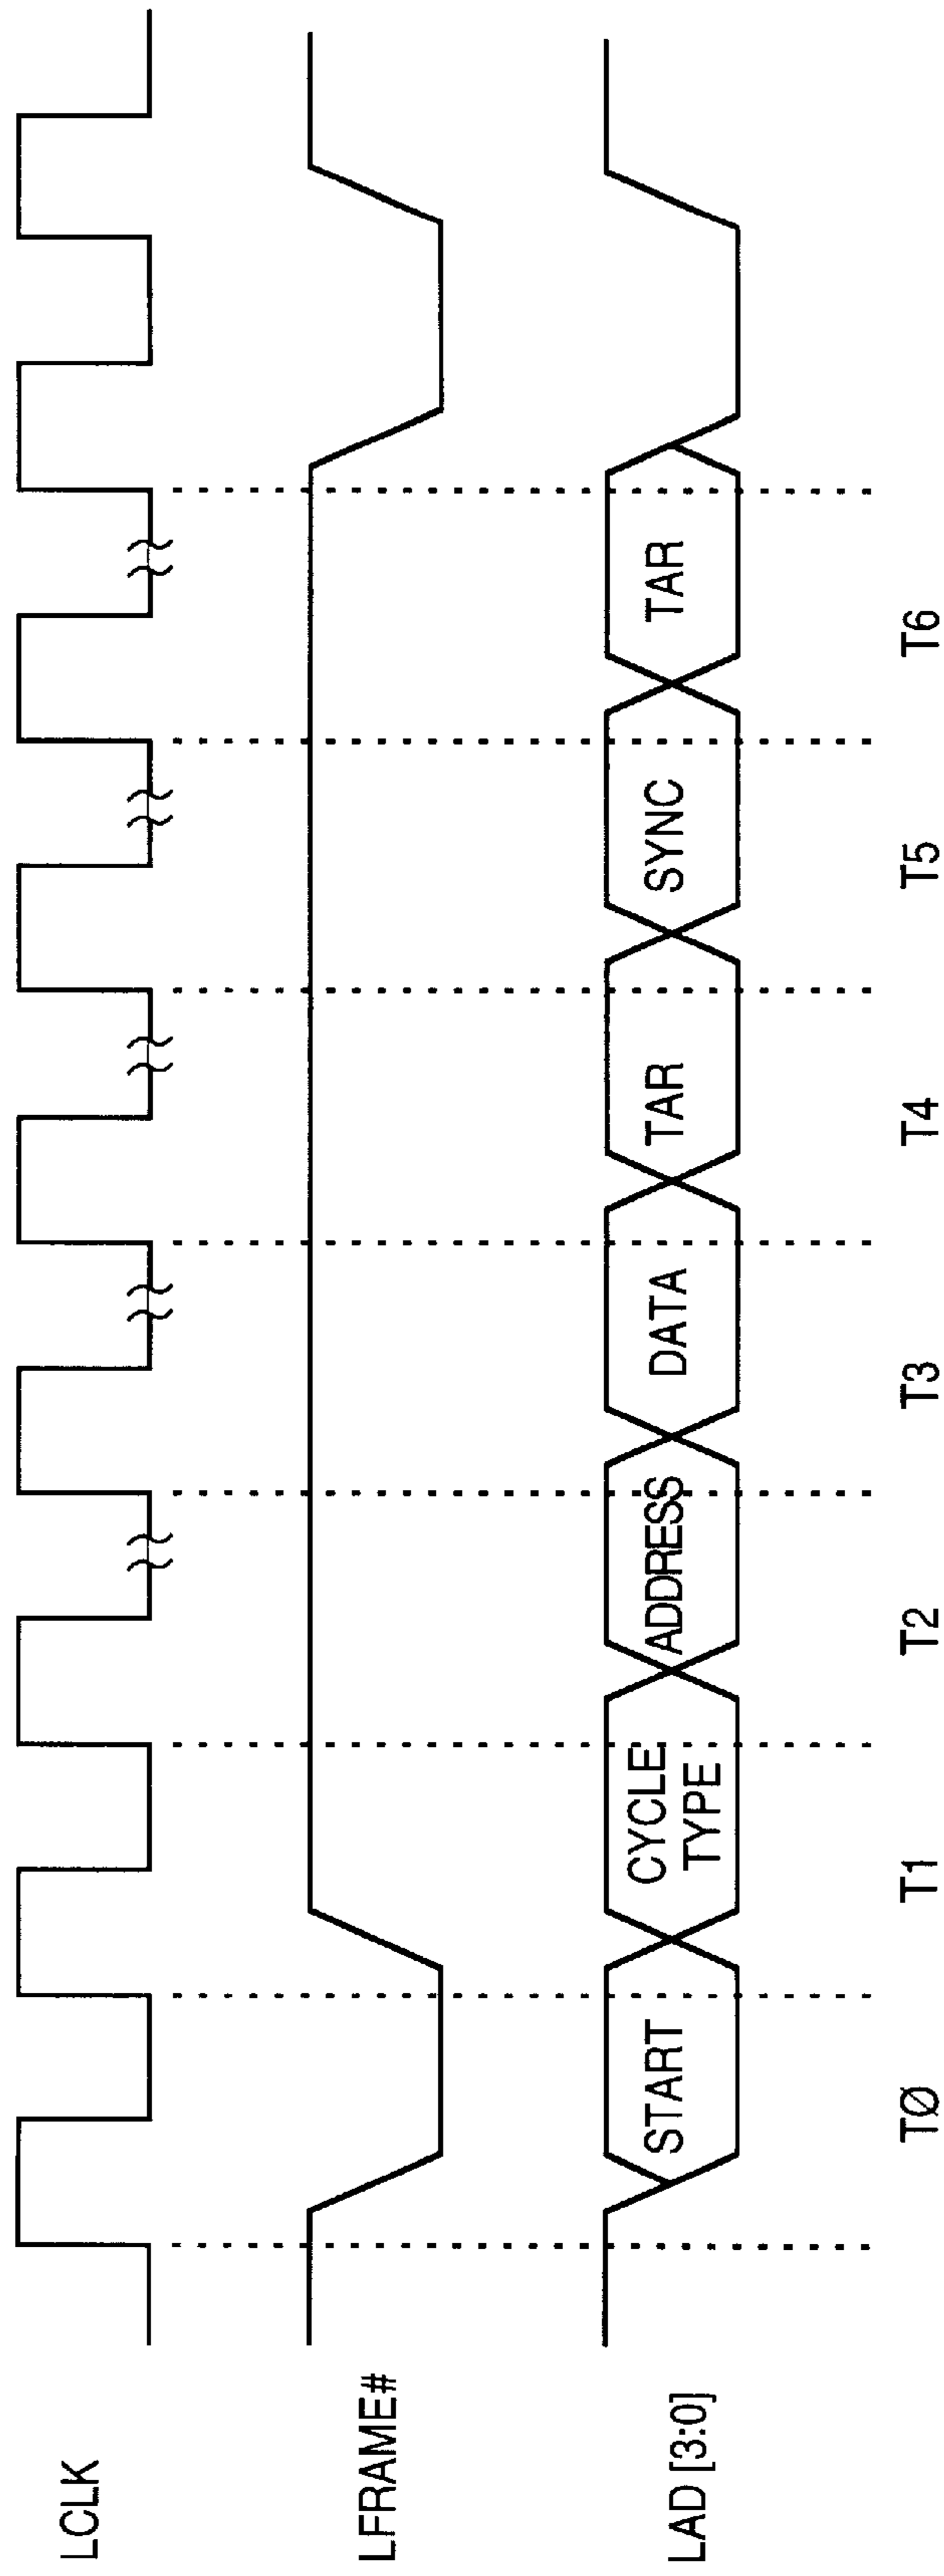 LCLK
LFRAME#
LAD [3:0]
START
CYCLE
TYPE
ADDRESS
DATA
TAR
SYNC
TAR
TØ
T1
T2
T3
T4
T5
T6